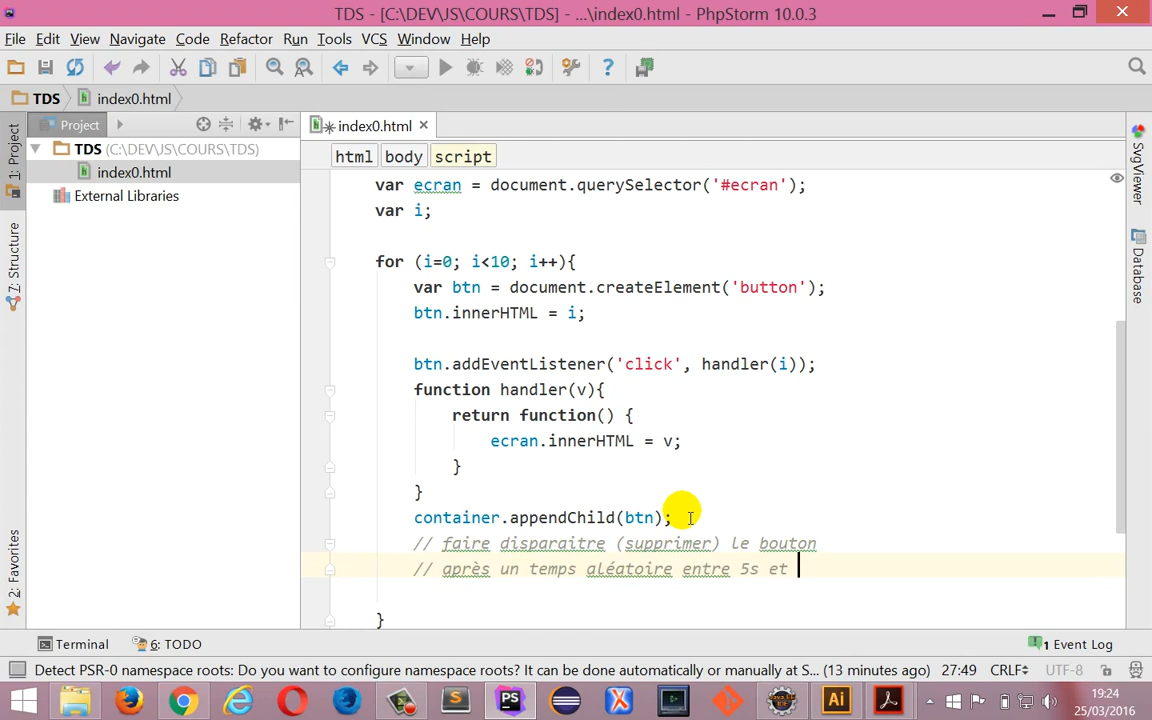 TDS - [C:\DEV\JS\COURS\TDS] - ...\index0.html - PhpStorm 10.0.3
File Edit View Navigate Code Refactor Run Tools VCS Window Help
TDS index0.html
1: Project
7: Structure
2: Favorites
Project
TDS (C:\DEV\JS\COURS\TDS)
index0.html
External Libraries
index0.html
html body script
var ecran = document.querySelector('#ecran');
var i;
for (i=0; i<10; i++){
var btn = document.createElement('button');
btn.innerHTML = i;
btn.addEventListener('click', handler(i));
function handler(v){
return function() {
ecran.innerHTML = v;
}
}
container.appendChild(btn);
// faire disparaitre (supprimer) le bouton
// après un temps aléatoire entre 5s et
}
SvgViewer
Database
Terminal 6: TODO 1 Event Log
Detect PSR-0 namespace roots: Do you want to configure namespace roots? It can be done automatically or manually at S... (13 minutes ago) 27:49 CRLF UTF-8
PS S Ai
19:24
25/03/2016